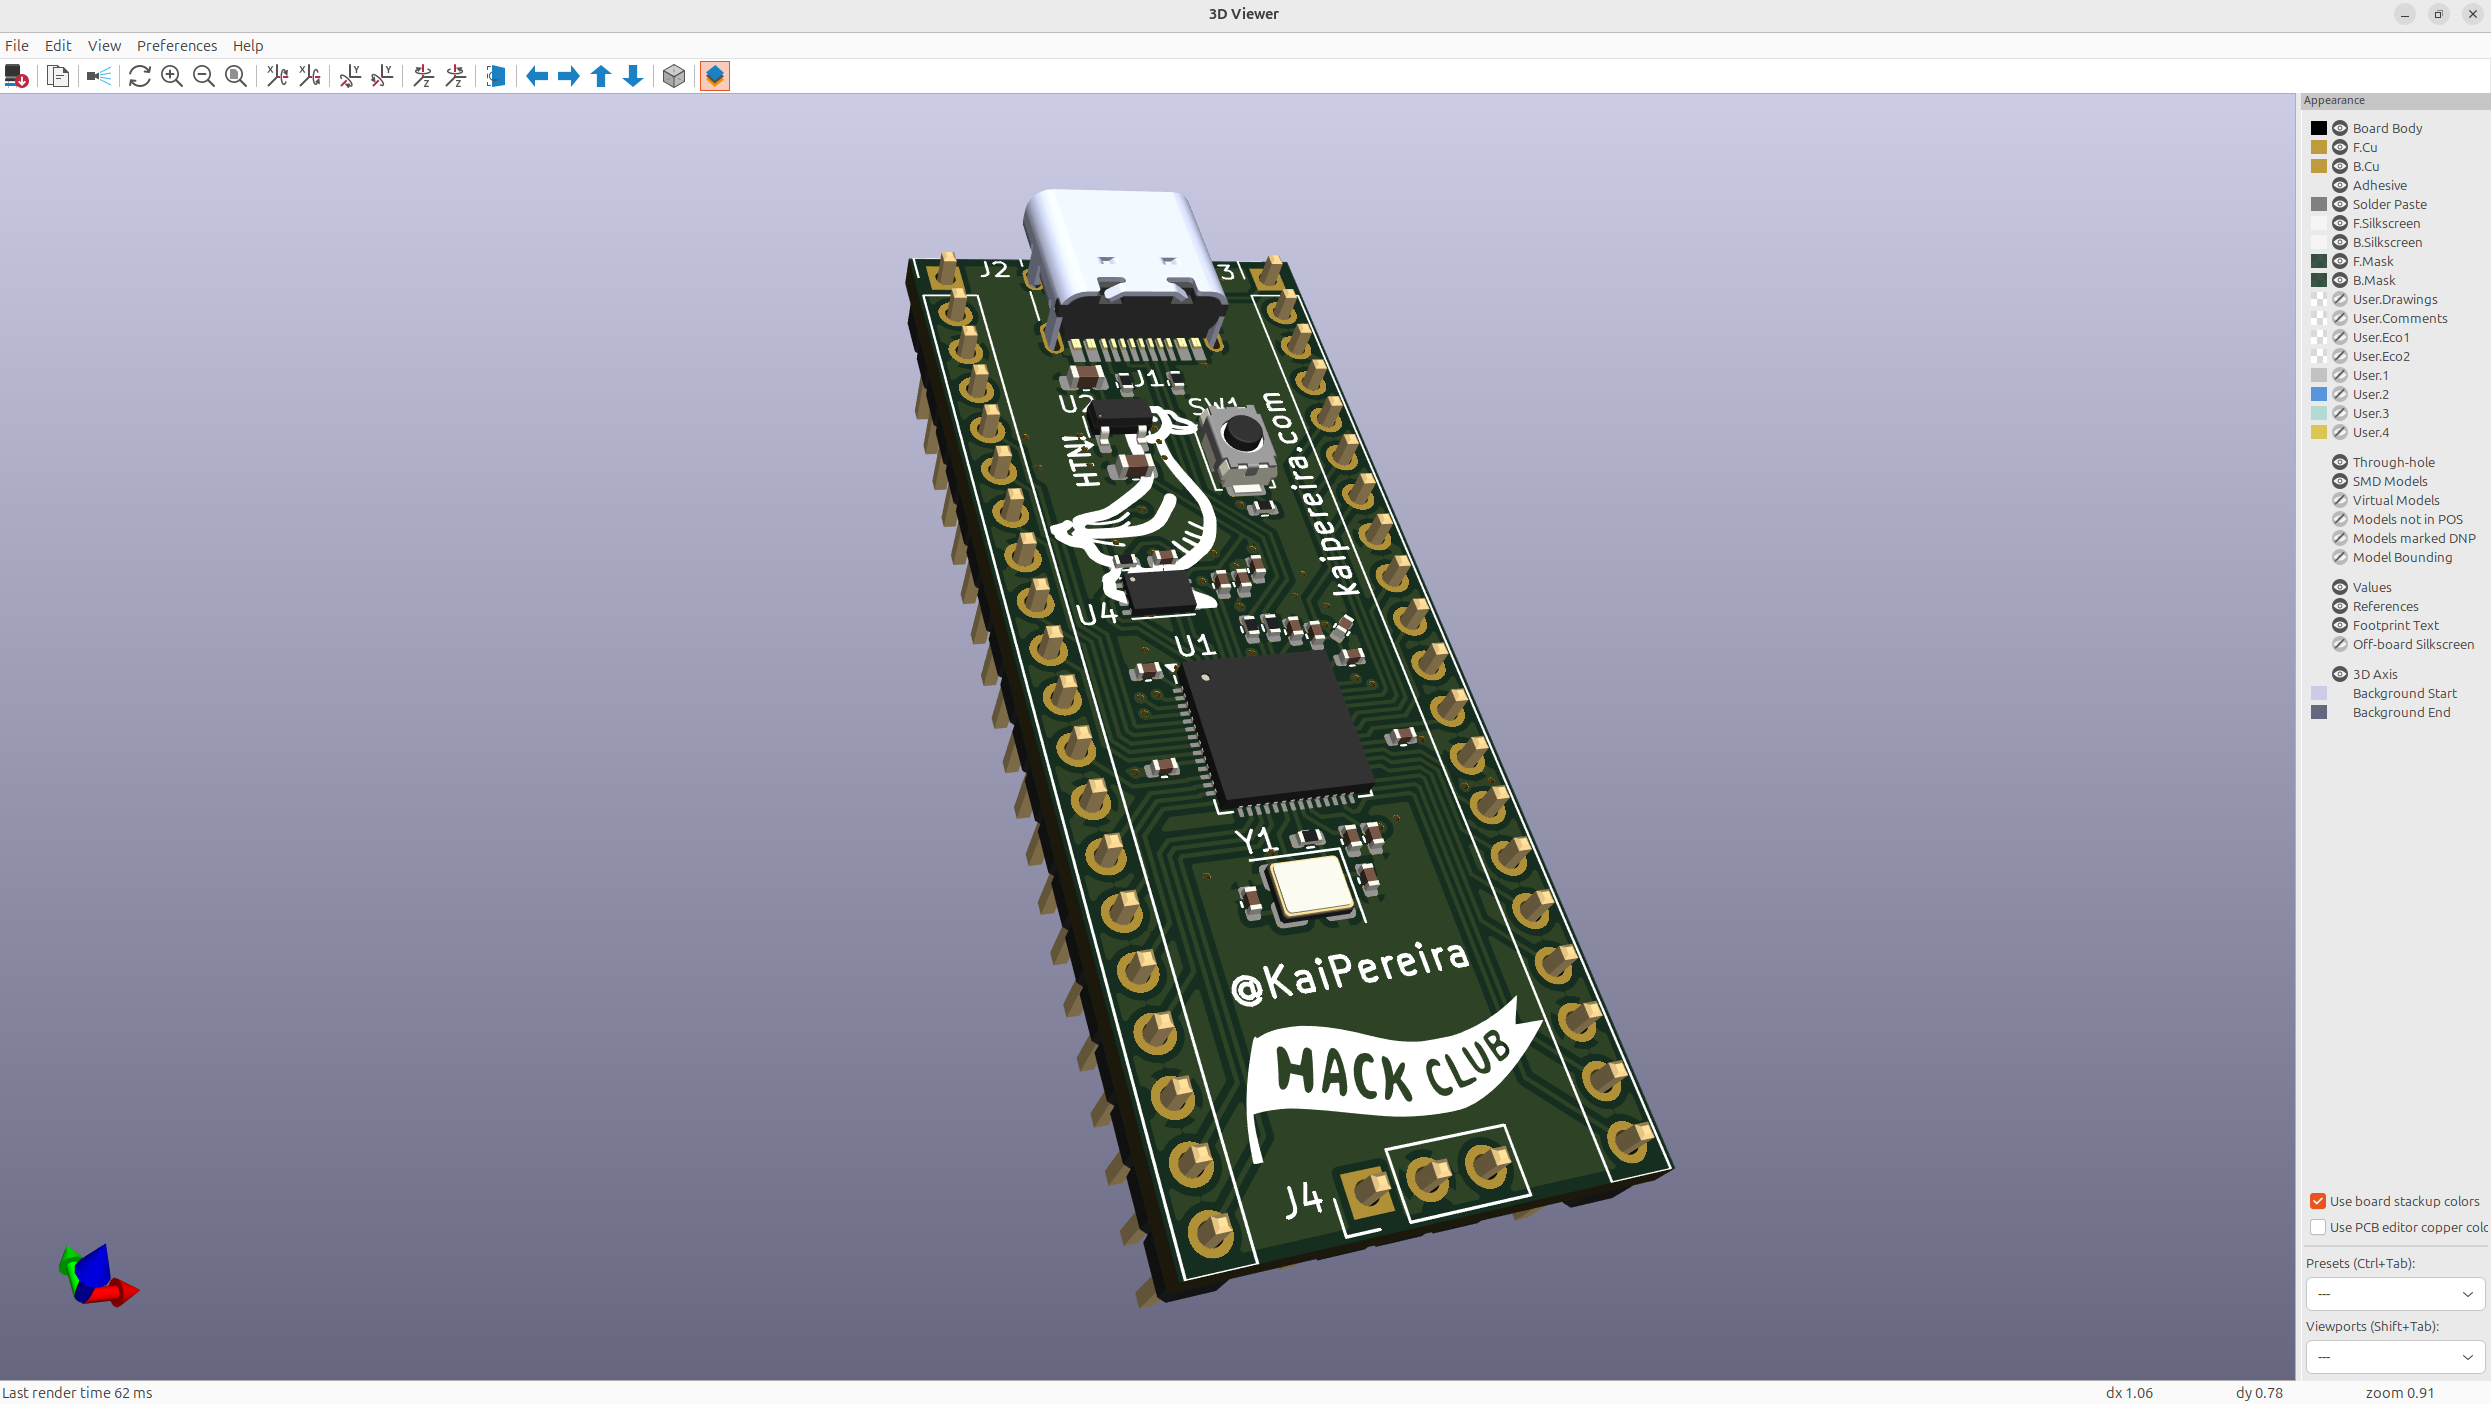 3D Viewer
File Edit View Preferences Help
Appearance
Board Body
F.Cu
B.Cu
Adhesive
Solder Paste
F.Silkscreen
B.Silkscreen
F.Mask
B.Mask
User.Drawings
User.Comments
User.Eco1
User.Eco2
User.1
User.2
User.3
User.4
Through-hole
SMD Models
Virtual Models
Models not in POS
Models marked DNP
Model Bounding
Values
References
Footprint Text
Off-board Silkscreen
3D Axis
Background Start
Background End
Use board stackup colors
Use PCB editor copper colo
Presets (Ctrl+Tab):
---
Viewports (Shift+Tab):
---
J2
3
J1
U2
SW1
HTN!
kaipereira.com
U4
U1
Y1
@KaiPereira
HACK CLUB
J4
Last render time 62 ms
dx 1.06
dy 0.78
zoom 0.91